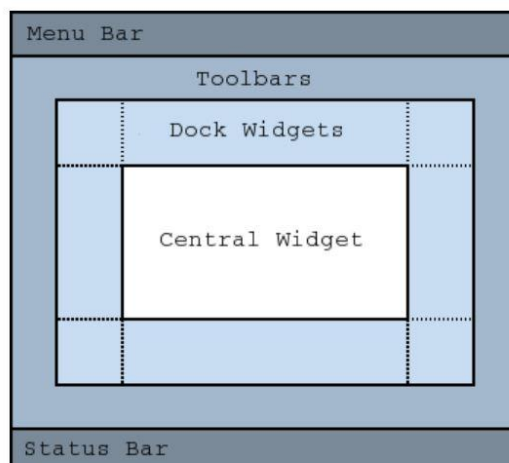 Menu Bar
Toolbars
Dock Widgets
Central Widget
Status Bar